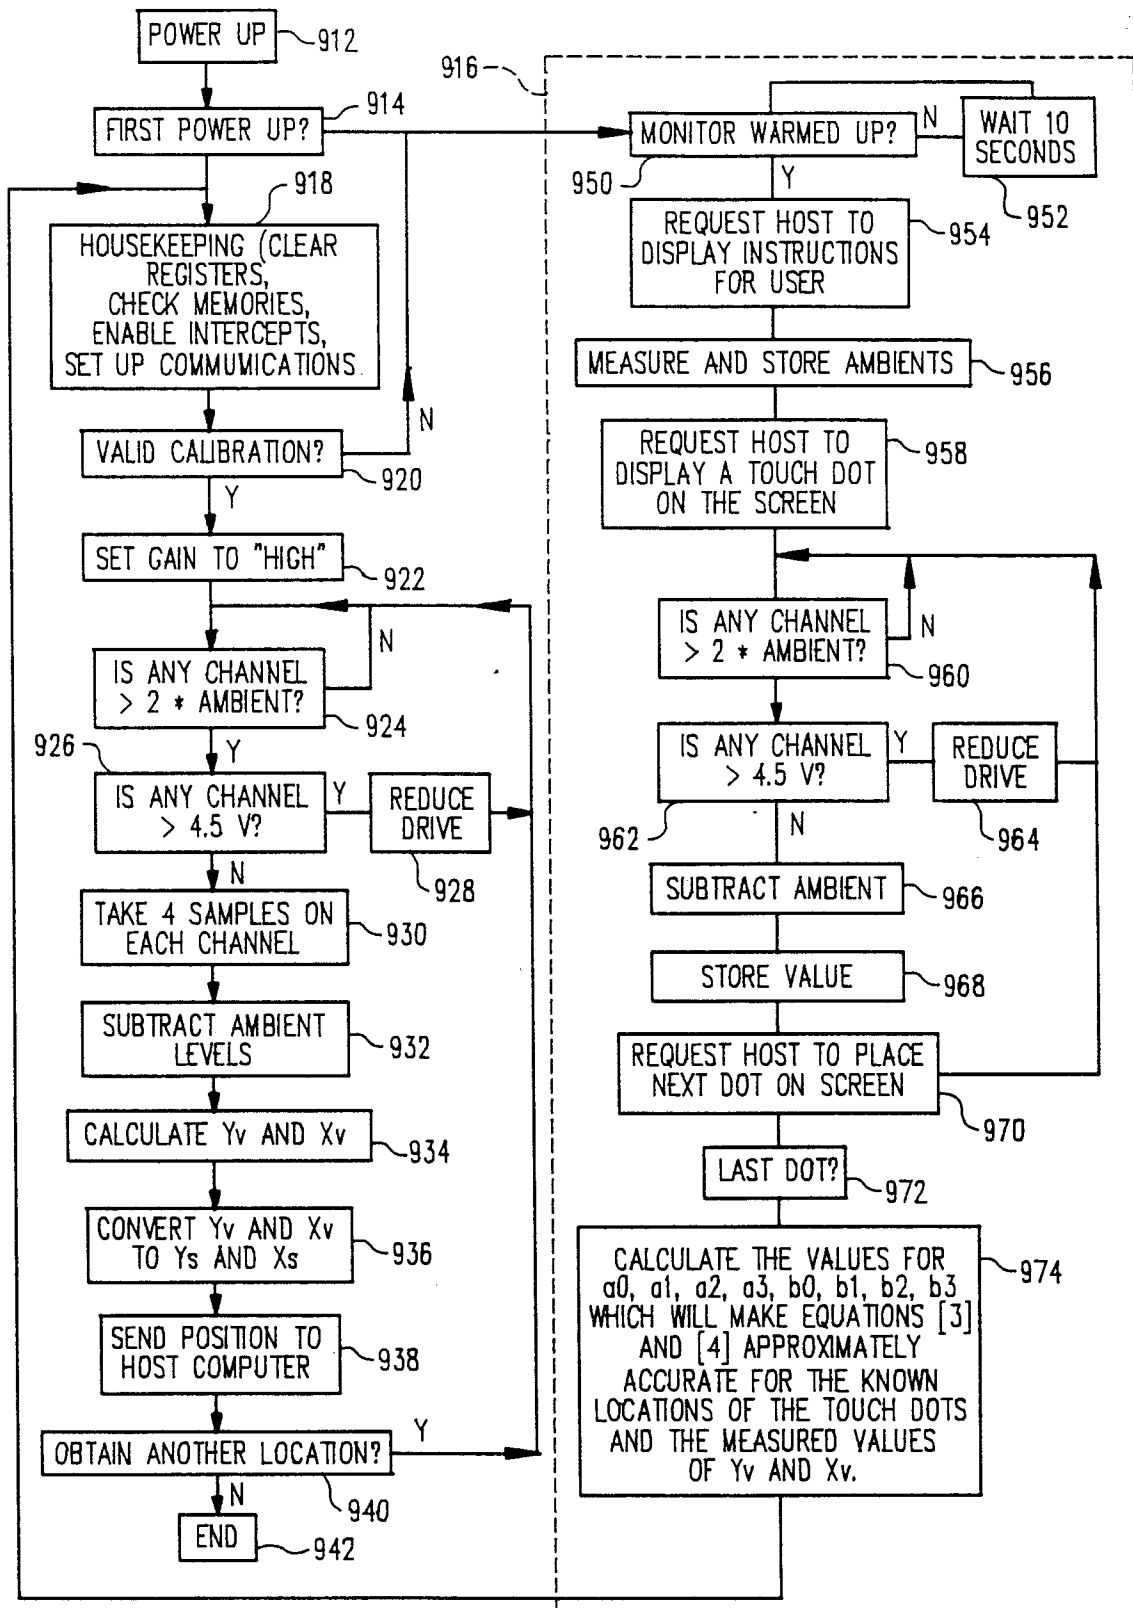 POWER UP
912
FIRST POWER UP?
914
918
HOUSEKEEPING (CLEAR
REGISTERS,
CHECK MEMORIES,
ENABLE INTERCEPTS,
SET UP COMMUMICATIONS.
VALID CALIBRATION?
920
N
Y
SET GAIN TO "HIGH"
922
IS ANY CHANNEL
> 2 * AMBIENT?
924
N
Y
926
IS ANY CHANNEL
> 4.5 V?
Y
REDUCE
DRIVE
928
N
TAKE 4 SAMPLES ON
EACH CHANNEL
930
SUBTRACT AMBIENT
LEVELS
932
CALCULATE Yv AND Xv
934
CONVERT Yv AND Xv
TO Ys AND Xs
936
SEND POSITION TO
HOST COMPUTER
938
OBTAIN ANOTHER LOCATION?
Y
940
N
END
942
916
MONITOR WARMED UP?
950
N
WAIT 10
SECONDS
952
Y
REQUEST HOST TO
DISPLAY INSTRUCTIONS
FOR USER
954
MEASURE AND STORE AMBIENTS
956
REQUEST HOST TO
DISPLAY A TOUCH DOT
ON THE SCREEN
958
IS ANY CHANNEL
> 2 * AMBIENT?
N
960
IS ANY CHANNEL
> 4.5 V?
Y
REDUCE
DRIVE
962
964
N
SUBTRACT AMBIENT
966
STORE VALUE
968
REQUEST HOST TO PLACE
NEXT DOT ON SCREEN
970
LAST DOT?
972
CALCULATE THE VALUES FOR
a0, a1, a2, a3, b0, b1, b2, b3
WHICH WILL MAKE EQUATIONS [3]
AND [4] APPROXIMATELY
ACCURATE FOR THE KNOWN
LOCATIONS OF THE TOUCH DOTS
AND THE MEASURED VALUES
OF Yv AND Xv.
974